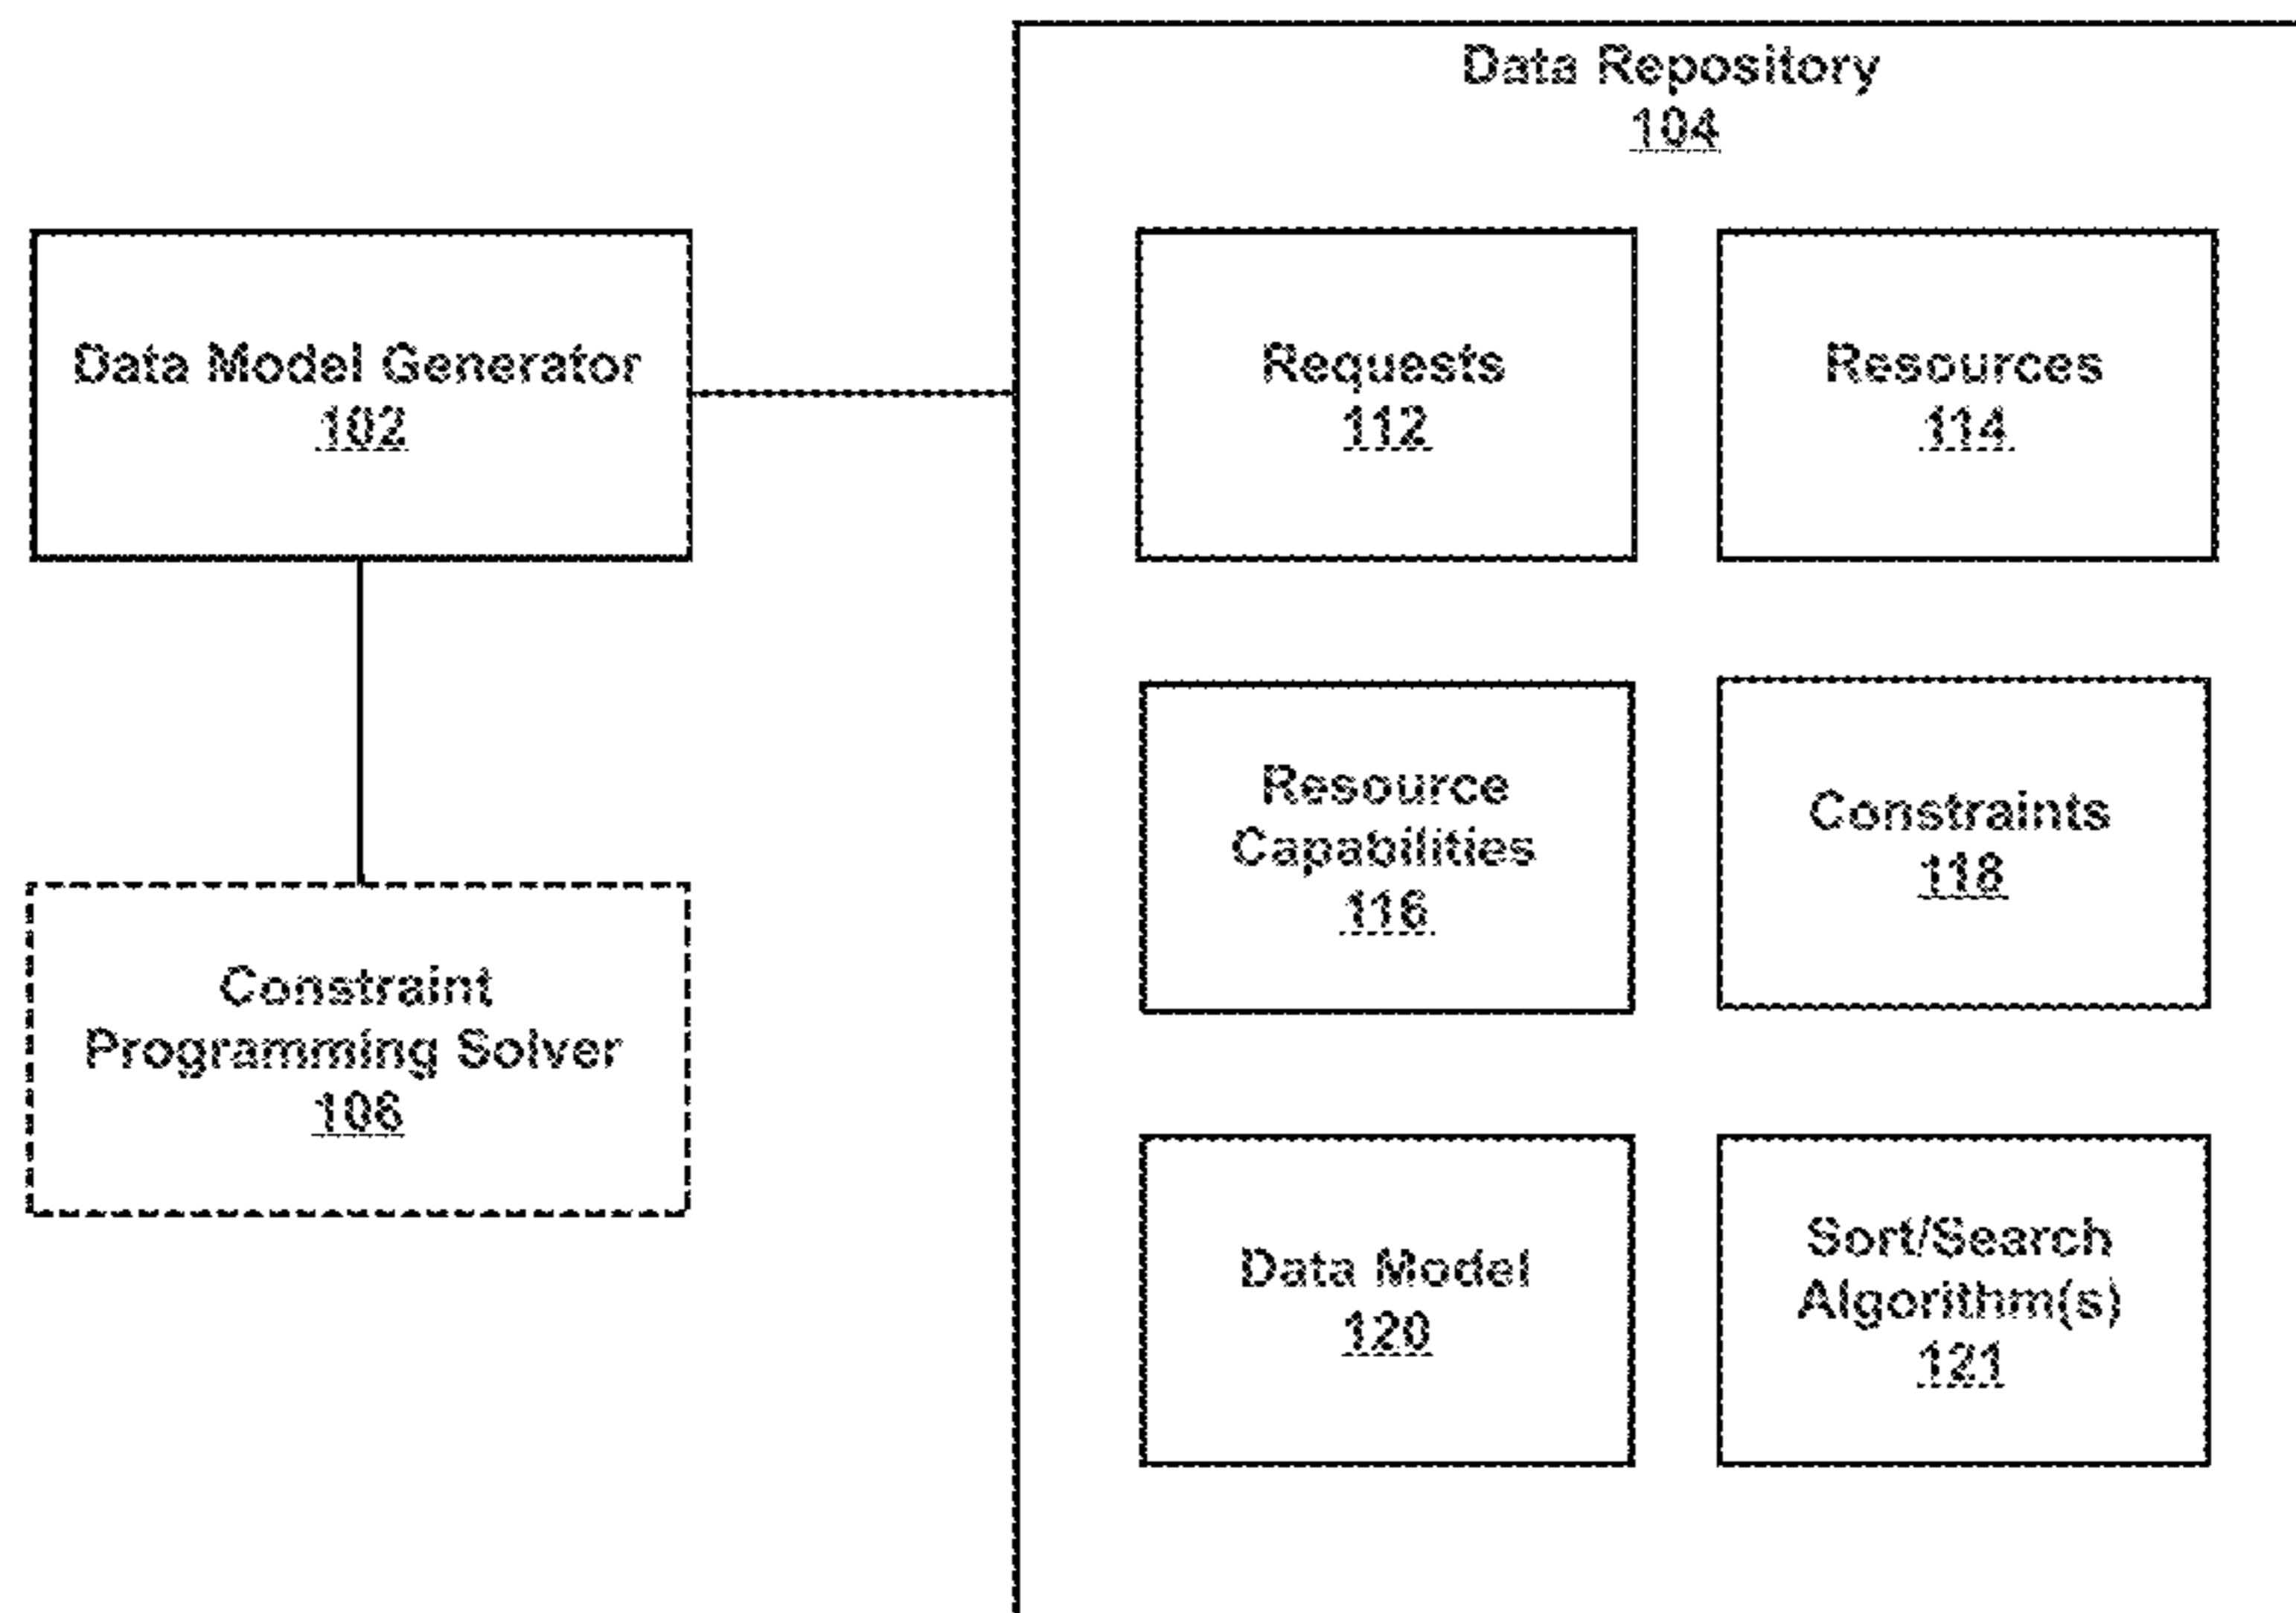 Data Repository
104
Data Model Generator
102
Requests
112
Resources
114
Resource
Capabilities
116
Constraints
118
Constraint
Programming Solver
106
Data Model
120
Sort/Search
Algorithm(s)
121